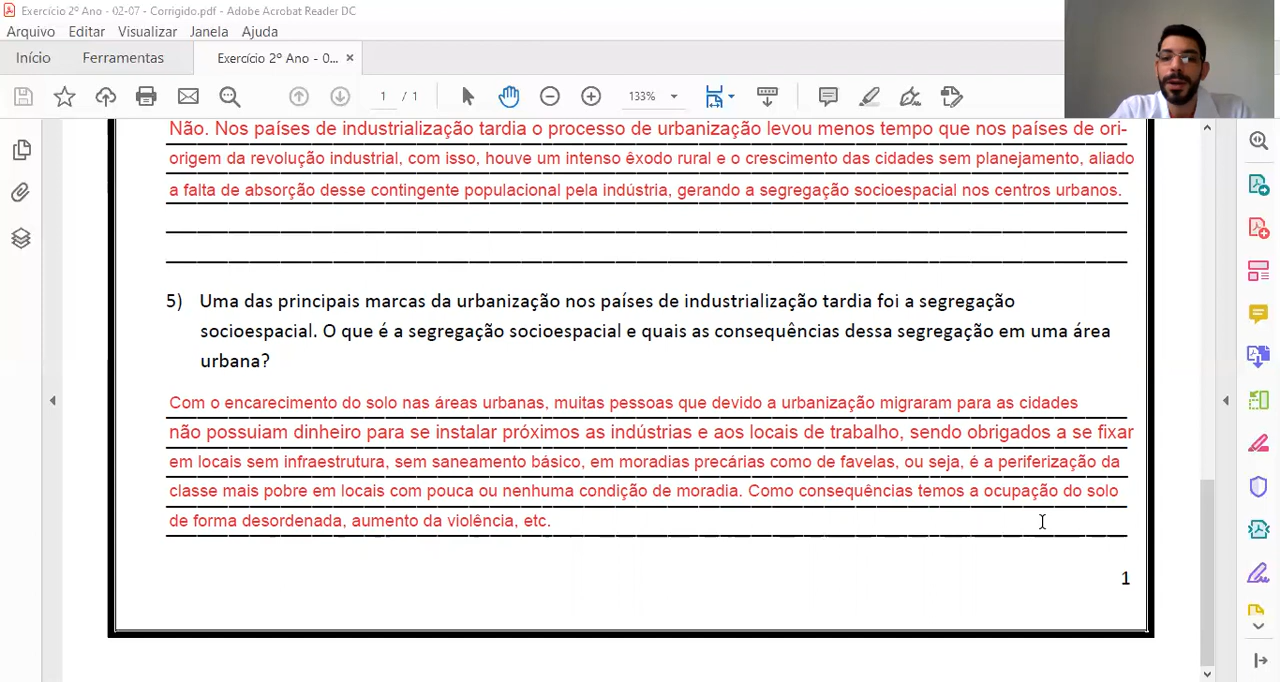 Exercício 2º Ano - 02-07 - Corrigido.pdf - Adobe Acrobat Reader DC
Arquivo Editar Visualizar Janela Ajuda
Início Ferramentas Exercício 2º Ano - 0... ×
1 / 1 133%
Não. Nos países de industrialização tardia o processo de urbanização levou menos tempo que nos países de ori-
origem da revolução industrial, com isso, houve um intenso êxodo rural e o crescimento das cidades sem planejamento, aliado
a falta de absorção desse contingente populacional pela indústria, gerando a segregação socioespacial nos centros urbanos.
5) Uma das principais marcas da urbanização nos países de industrialização tardia foi a segregação
socioespacial. O que é a segregação socioespacial e quais as consequências dessa segregação em uma área
urbana?
Com o encarecimento do solo nas áreas urbanas, muitas pessoas que devido a urbanização migraram para as cidades
não possuiam dinheiro para se instalar próximos as indústrias e aos locais de trabalho, sendo obrigados a se fixar
em locais sem infraestrutura, sem saneamento básico, em moradias precárias como de favelas, ou seja, é a periferização da
classe mais pobre em locais com pouca ou nenhuma condição de moradia. Como consequências temos a ocupação do solo
de forma desordenada, aumento da violência, etc.
1